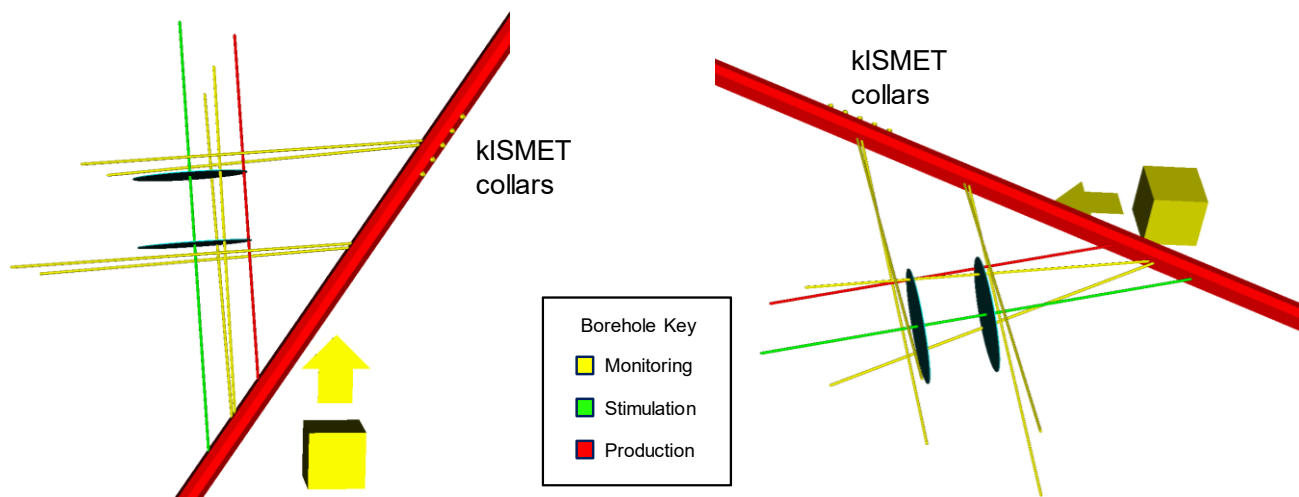 kISMET
collars
kISMET
collars
Borehole Key
Monitoring
Stimulation
Production